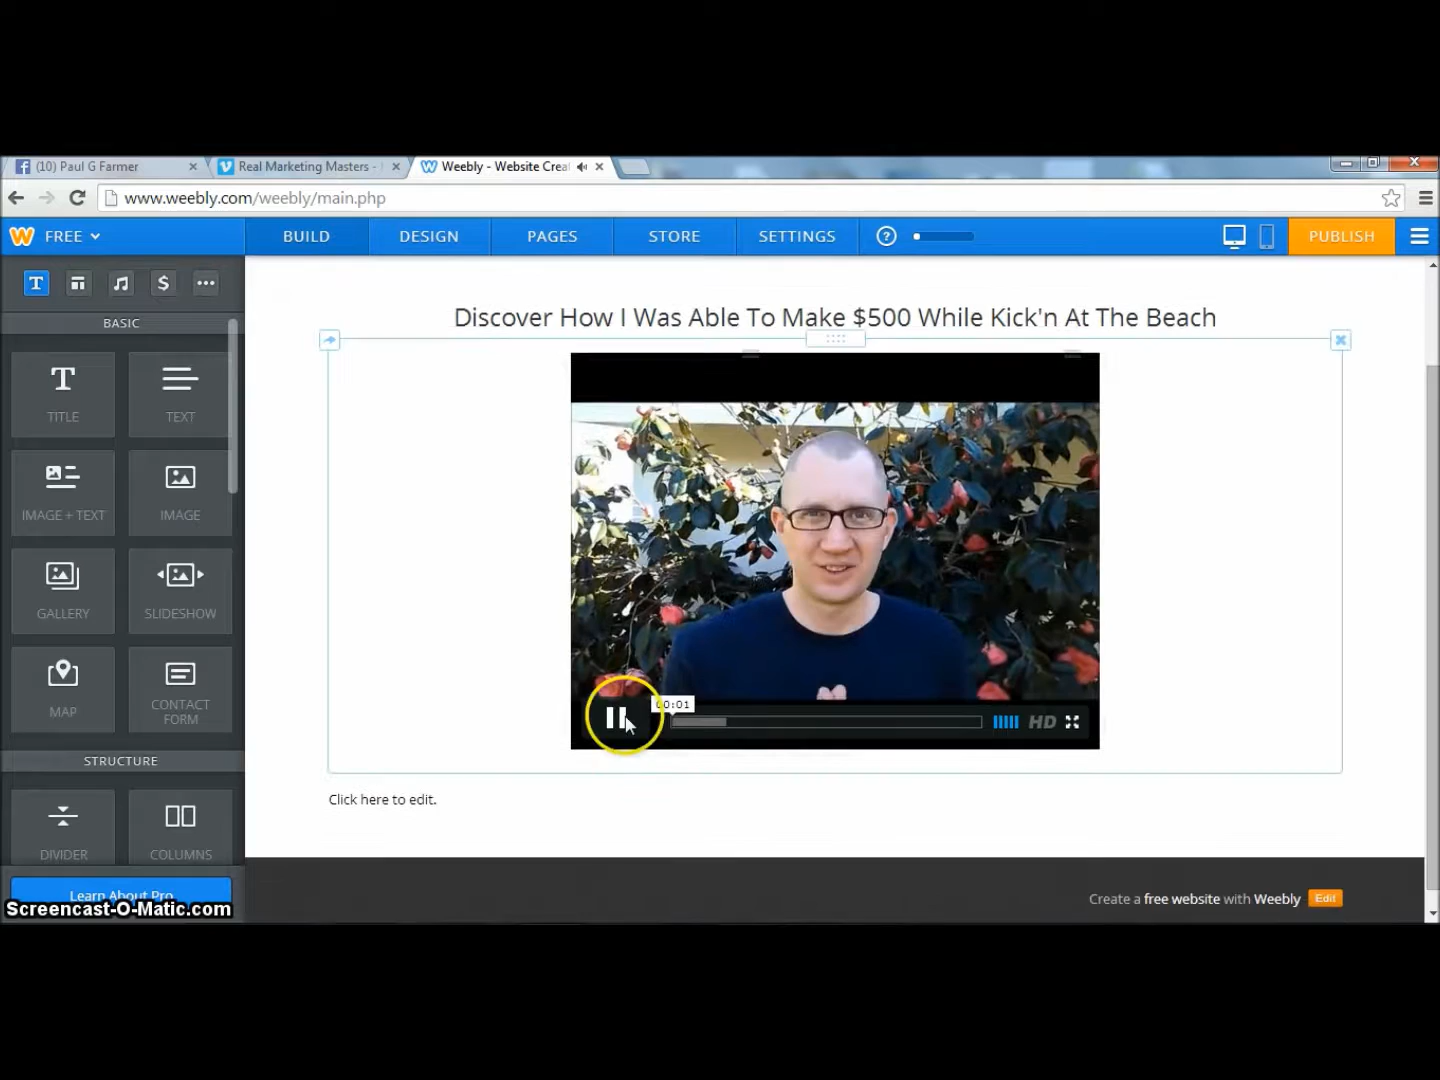 (10) Paul G Farmer
Real Marketing Masters -
Weebly - Website Crea
www.weebly.com/weebly/main.php
FREE
BUILD
DESIGN
PAGES
STORE
SETTINGS
?
PUBLISH
T
$
BASIC
T
TITLE
TEXT
IMAGE + TEXT
IMAGE
GALLERY
SLIDESHOW
MAP
CONTACT
FORM
STRUCTURE
DIVIDER
COLUMNS
Learn About Pro
Screencast-O-Matic.com
Discover How I Was Able To Make $500 While Kick'n At The Beach
00:01
HD
Click here to edit.
Create a free website with Weebly
Edit